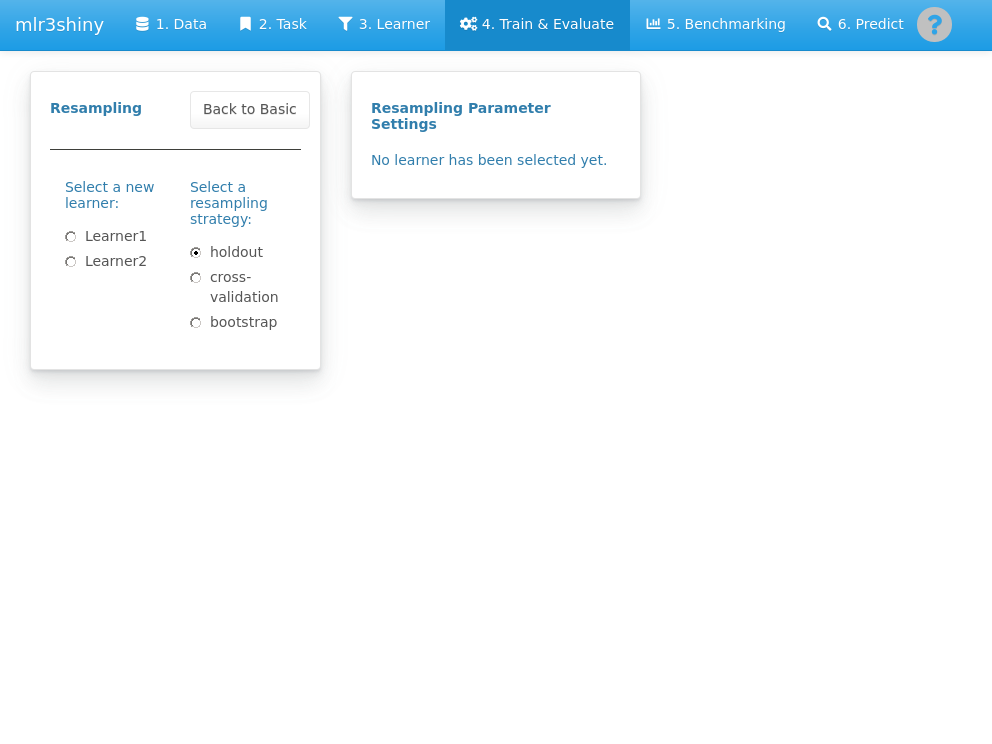 mlr3shiny 1. Data 2. Task 3. Learner 4. Train & Evaluate 5. Benchmarking 6. Predict ?
Resampling
Back to Basic
Select a new
learner:
Learner1
Learner2
Select a
resampling
strategy:
holdout
cross-
validation
bootstrap
Resampling Parameter
Settings
No learner has been selected yet.